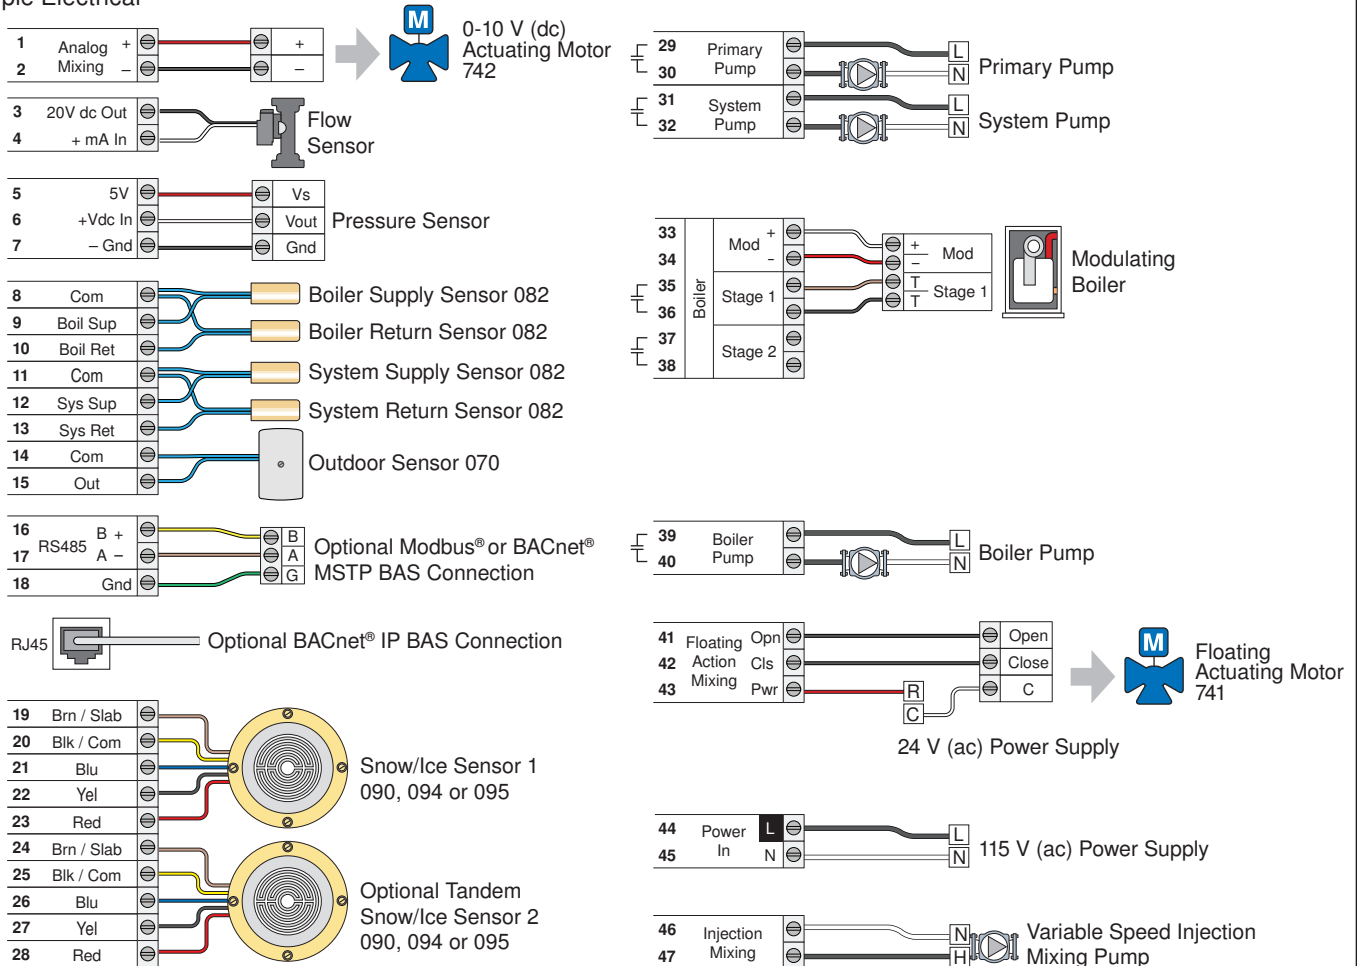 ple Electrical
1 Analog Mixing + +
2 – –
M
0-10 V (dc)
Actuating Motor
742
3 20V dc Out
4 + mA In
Flow
Sensor
5 5V Vs
6 +Vdc In Vout
7 – Gnd Gnd
Pressure Sensor
8 Com
9 Boil Sup
10 Boil Ret
11 Com
12 Sys Sup
13 Sys Ret
14 Com
15 Out
Boiler Supply Sensor 082
Boiler Return Sensor 082
System Supply Sensor 082
System Return Sensor 082
Outdoor Sensor 070
16 RS485 B + B
17 A – A
18 Gnd G
Optional Modbus® or BACnet®
MSTP BAS Connection
RJ45
Optional BACnet® IP BAS Connection
19 Brn / Slab
20 Blk / Com
21 Blu
22 Yel
23 Red
Snow/Ice Sensor 1
090, 094 or 095
24 Brn / Slab
25 Blk / Com
26 Blu
27 Yel
28 Red
Optional Tandem
Snow/Ice Sensor 2
090, 094 or 095
29 Primary L
30 Pump N
Primary Pump
31 System L
32 Pump N
System Pump
Boiler
33 Mod + + Mod
34 - –
35 Stage 1 T Stage 1
36 T
37 Stage 2
38
Modulating
Boiler
39 Boiler L
40 Pump N
Boiler Pump
41 Floating Opn Open
42 Action Cls Close
43 Mixing Pwr R C
C
24 V (ac) Power Supply
M
Floating
Actuating Motor
741
44 Power L L
45 In N N
115 V (ac) Power Supply
46 Injection N
47 Mixing H
Variable Speed Injection
Mixing Pump